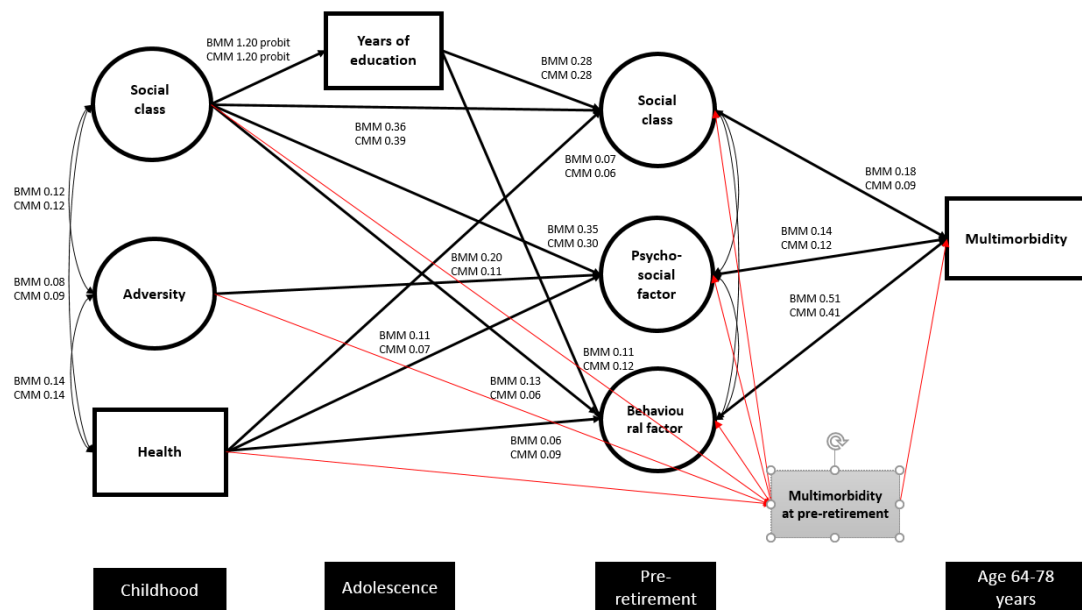 BMM 1.20 probit
CMM 1.20 probit
Years of
education
Social
class
BMM 0.28
CMM 0.28
Social
class
BMM 0.36
CMM 0.39
BMM 0.07
CMM 0.06
BMM 0.18
CMM 0.09
BMM 0.12
CMM 0.12
BMM 0.35
CMM 0.30
BMM 0.14
CMM 0.12
Multimorbidity
BMM 0.20
CMM 0.11
Psycho-
social
factor
BMM 0.08
CMM 0.09
Adversity
BMM 0.51
CMM 0.41
BMM 0.11
CMM 0.07
BMM 0.11
CMM 0.12
BMM 0.14
CMM 0.14
BMM 0.13
CMM 0.06
Behaviou
ral factor
Health
BMM 0.06
CMM 0.09
Multimorbidity
at pre-retirement
Childhood
Adolescence
Pre-
retirement
Age 64-78
years